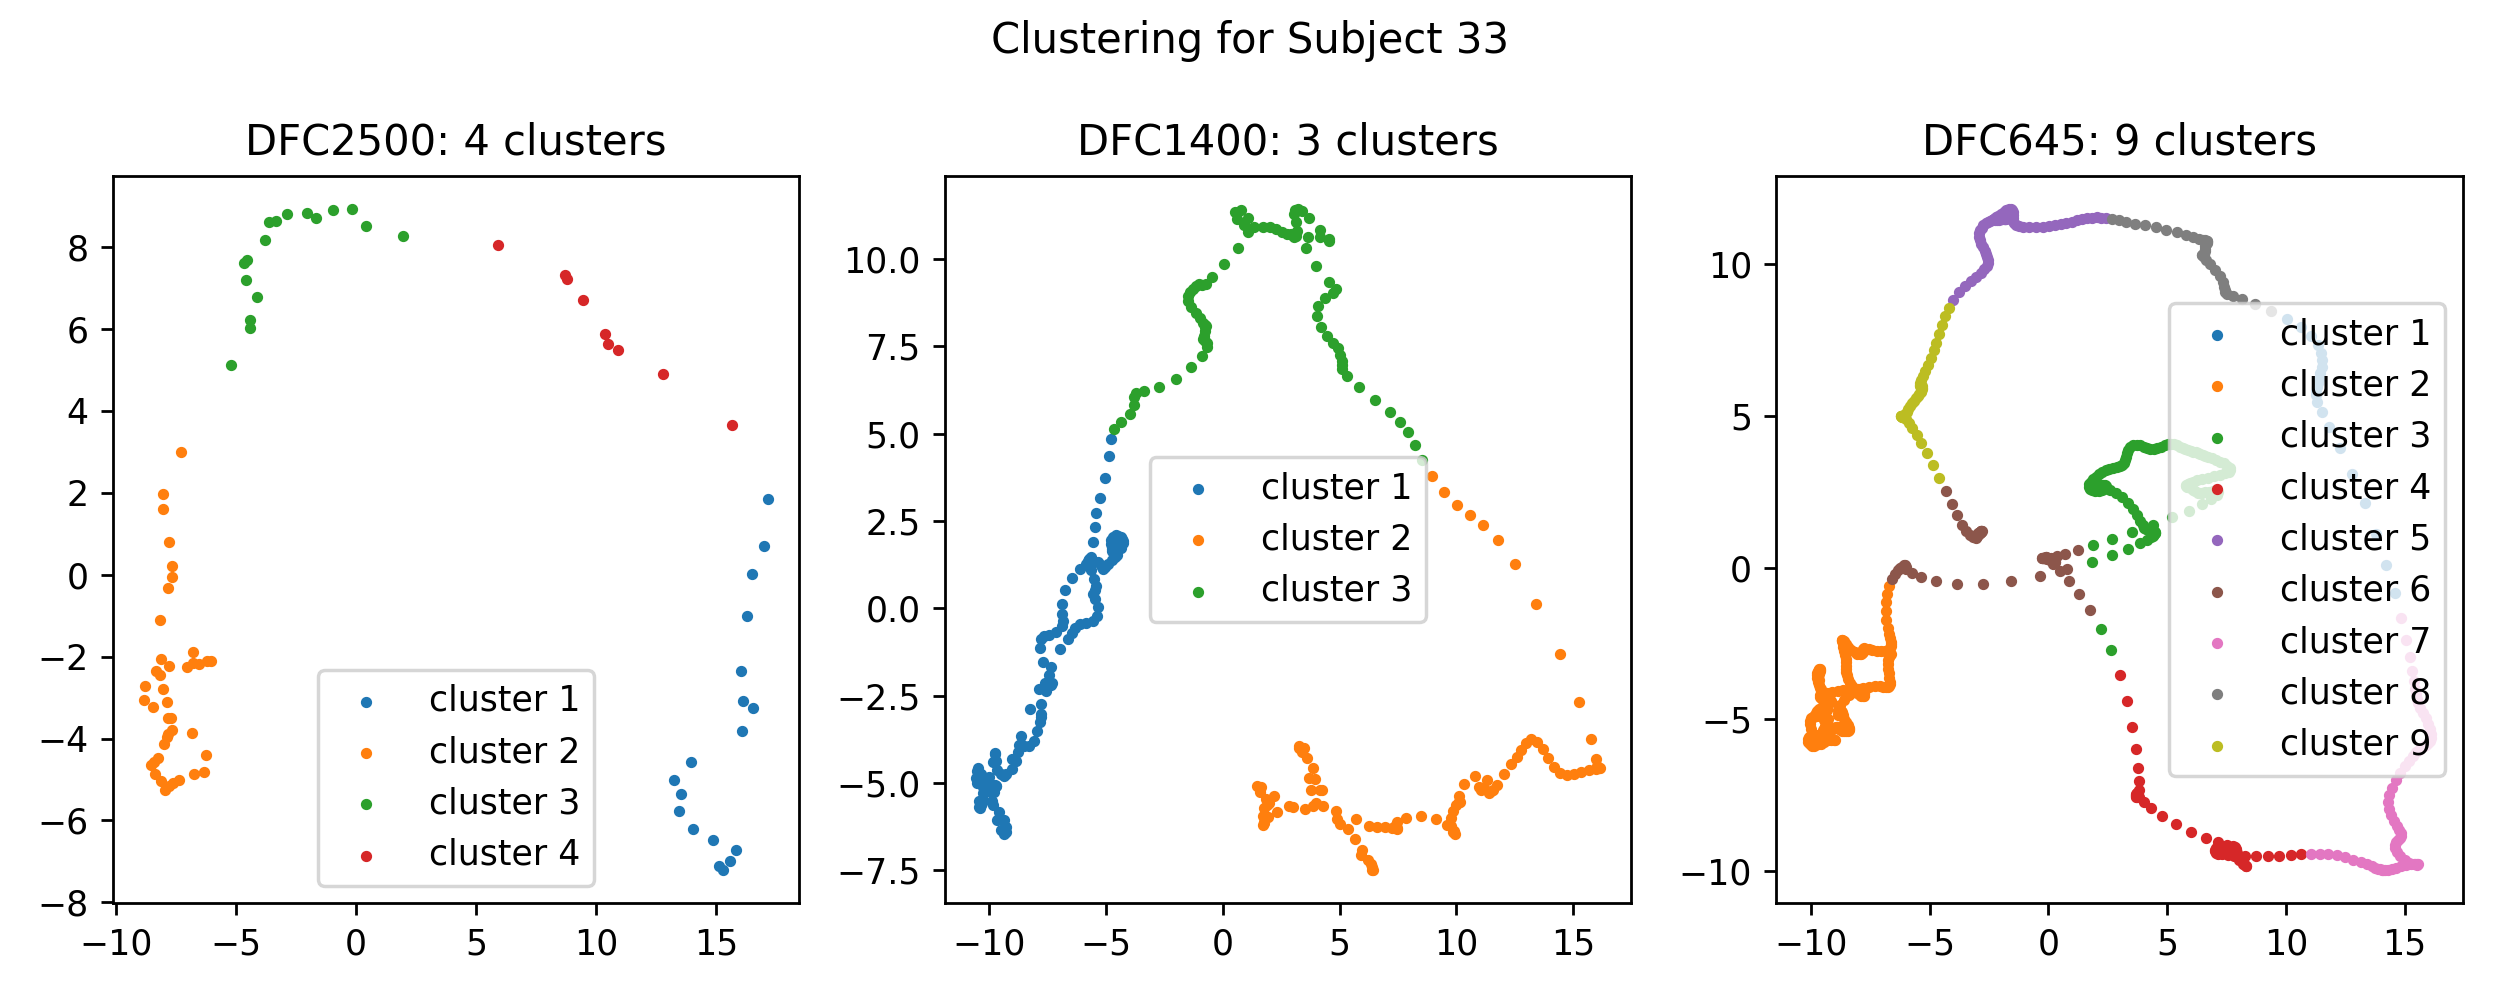 Clustering for Subject 33
DFC2500: 4 clusters
8
6
4
2
0
−2
−4
−6
−8
−10
−5
0
5
10
15
cluster 1
cluster 2
cluster 3
cluster 4
DFC1400: 3 clusters
10.0
7.5
5.0
2.5
0.0
−2.5
−5.0
−7.5
−10
−5
0
5
10
15
cluster 1
cluster 2
cluster 3
DFC645: 9 clusters
10
5
0
−5
−10
−10
−5
0
5
10
15
cluster 1
cluster 2
cluster 3
cluster 4
cluster 5
cluster 6
cluster 7
cluster 8
cluster 9